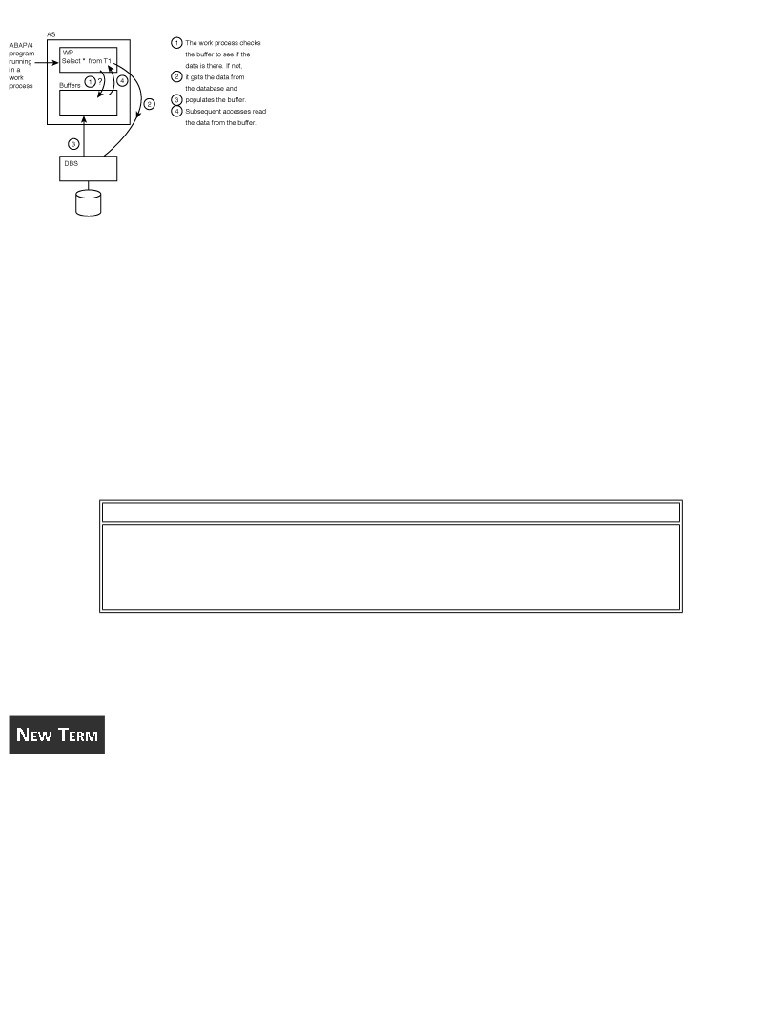 AS
ABAP/4
program
running
in a
work
process
WP
Select * from T1
1 ? 4
Buffers
2
3
DBS
1 The work process checks
the buffer to see if the
data is there. If not,
2 it gets the data from
the database and
3 populates the buffer.
4 Subsequent accesses read
the data from the buffer.
NEW TERM